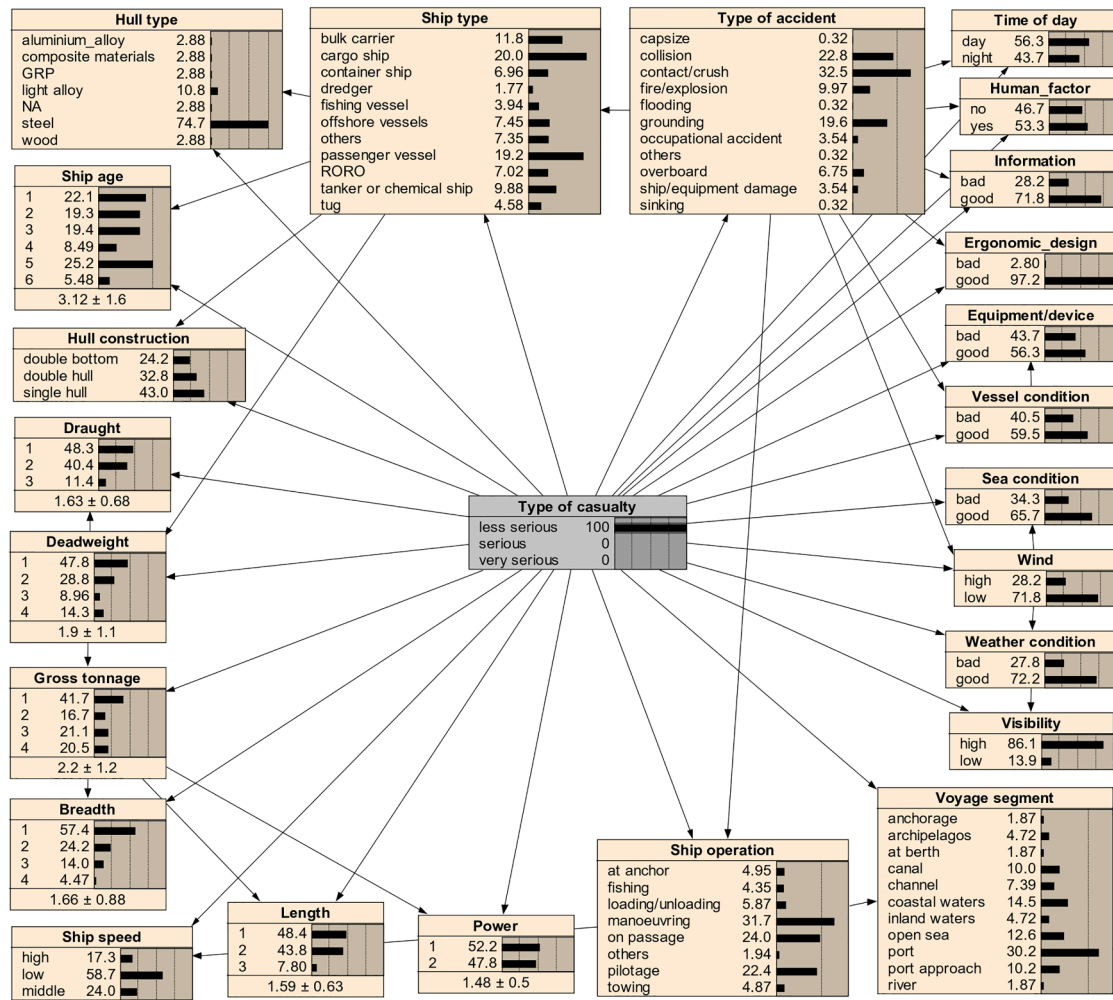 Hull type
aluminium_alloy 2.88
composite materials 2.88
GRP 2.88
light alloy 10.8
NA 2.88
steel 74.7
wood 2.88
Ship type
bulk carrier 11.8
cargo ship 20.0
container ship 6.96
dredger 1.77
fishing vessel 3.94
offshore vessels 7.45
others 7.35
passenger vessel 19.2
RORO 7.02
tanker or chemical ship 9.88
tug 4.58
Type of accident
capsize 0.32
collision 22.8
contact/crush 32.5
fire/explosion 9.97
flooding 0.32
grounding 19.6
occupational accident 3.54
others 0.32
overboard 6.75
ship/equipment damage 3.54
sinking 0.32
Time of day
day 56.3
night 43.7
Human_factor
no 46.7
yes 53.3
Information
bad 28.2
good 71.8
Ergonomic_design
bad 2.80
good 97.2
Equipment/device
bad 43.7
good 56.3
Vessel condition
bad 40.5
good 59.5
Ship age
1 22.1
2 19.3
3 19.4
4 8.49
5 25.2
6 5.48
3.12 ± 1.6
Hull construction
double bottom 24.2
double hull 32.8
single hull 43.0
Draught
1 48.3
2 40.4
3 11.4
1.63 ± 0.68
Type of casualty
less serious 100
serious 0
very serious 0
Sea condition
bad 34.3
good 65.7
Wind
high 28.2
low 71.8
Weather condition
bad 27.8
good 72.2
Visibility
high 86.1
low 13.9
Deadweight
1 47.8
2 28.8
3 8.96
4 14.3
1.9 ± 1.1
Gross tonnage
1 41.7
2 16.7
3 21.1
4 20.5
2.2 ± 1.2
Breadth
1 57.4
2 24.2
3 14.0
4 4.47
1.66 ± 0.88
Ship speed
high 17.3
low 58.7
middle 24.0
Length
1 48.4
2 43.8
3 7.80
1.59 ± 0.63
Power
1 52.2
2 47.8
1.48 ± 0.5
Ship operation
at anchor 4.95
fishing 4.35
loading/unloading 5.87
manoeuvring 31.7
on passage 24.0
others 1.94
pilotage 22.4
towing 4.87
Voyage segment
anchorage 1.87
archipelagos 4.72
at berth 1.87
canal 10.0
channel 7.39
coastal waters 14.5
inland waters 4.72
open sea 12.6
port 30.2
port approach 10.2
river 1.87